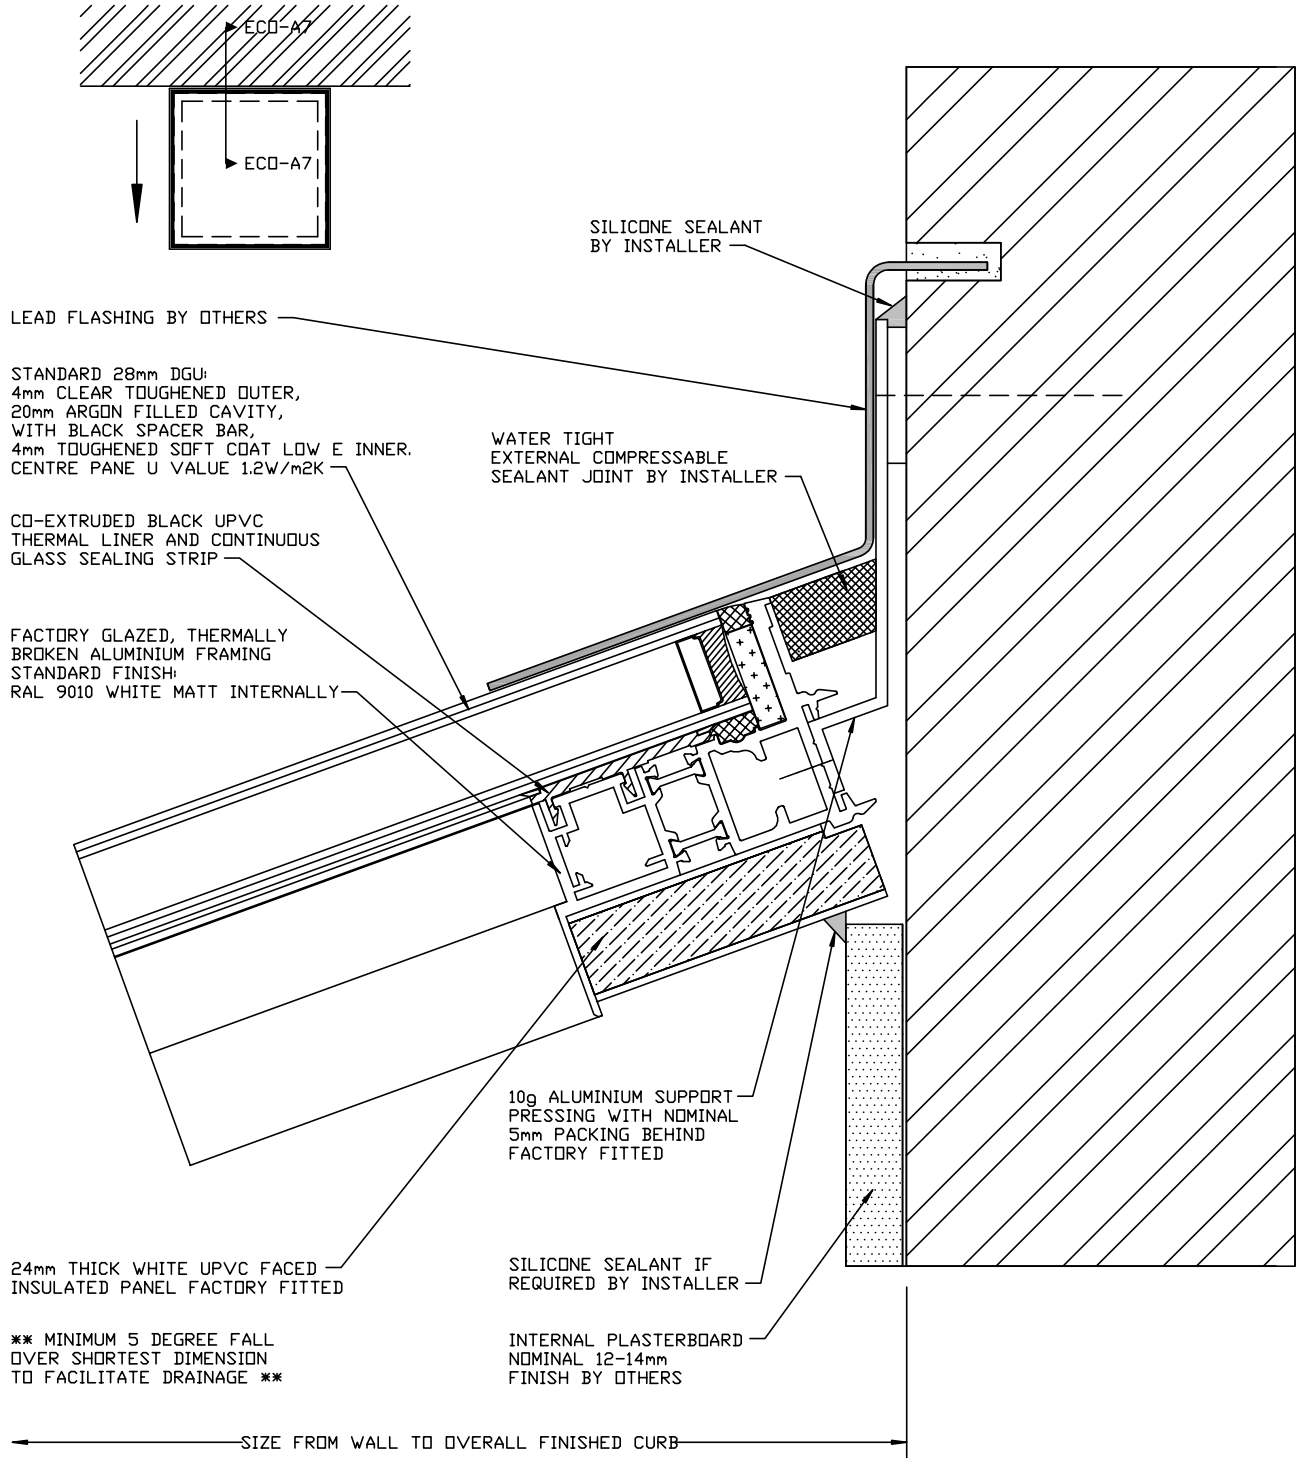 ECO-A7
ECO-A7
SILICONE SEALANT
BY INSTALLER
LEAD FLASHING BY OTHERS
STANDARD 28mm DGU:
4mm CLEAR TOUGHENED OUTER,
20mm ARGON FILLED CAVITY,
WITH BLACK SPACER BAR,
4mm TOUGHENED SOFT COAT LOW E INNER.
CENTRE PANE U VALUE 1.2W/m2K
WATER TIGHT
EXTERNAL COMPRESSABLE
SEALANT JOINT BY INSTALLER
CO-EXTRUDED BLACK UPVC
THERMAL LINER AND CONTINUOUS
GLASS SEALING STRIP
FACTORY GLAZED, THERMALLY
BROKEN ALUMINIUM FRAMING
STANDARD FINISH:
RAL 9010 WHITE MATT INTERNALLY
10g ALUMINIUM SUPPORT
PRESSING WITH NOMINAL
5mm PACKING BEHIND
FACTORY FITTED
24mm THICK WHITE UPVC FACED
INSULATED PANEL FACTORY FITTED
SILICONE SEALANT IF
REQUIRED BY INSTALLER
** MINIMUM 5 DEGREE FALL
OVER SHORTEST DIMENSION
TO FACILITATE DRAINAGE **
INTERNAL PLASTERBOARD
NOMINAL 12-14mm
FINISH BY OTHERS
SIZE FROM WALL TO OVERALL FINISHED CURB